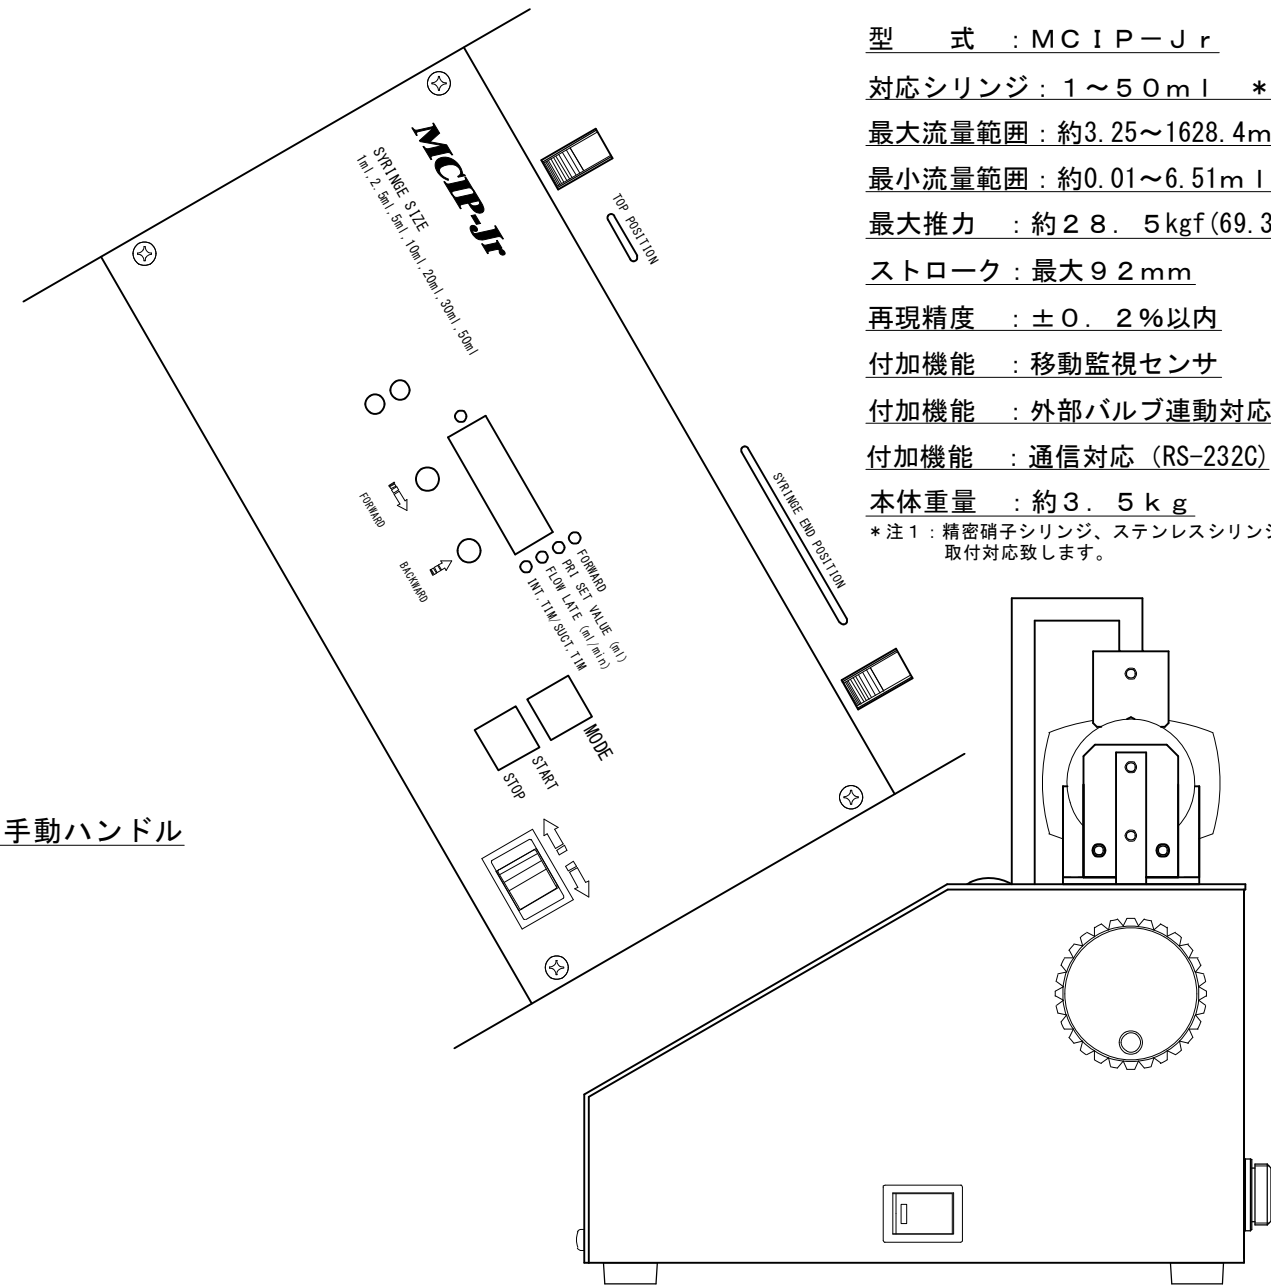 型　　式　：ＭＣＩＰ－Ｊｒ
対応シリンジ：１～５０ｍｌ　*
最大流量範囲：約3.25～1628.4m
最小流量範囲：約0.01～6.51ｍｌ
最大推力　：約２８．５kgf(69.3
ストローク：最大９２mm
再現精度　：±０．２%以内
付加機能　：移動監視センサ
付加機能　：外部バルブ連動対応
付加機能　：通信対応（RS-232C)
本体重量　：約３．５ｋｇ
*注１：精密硝子シリンジ、ステンレスシリンジ
取付対応致します。
MCIP-Jr
SYRINGE SIZE
1ml,2.5ml,5ml,10ml,20ml,30ml,50ml
TOP POSITION
SYRINGE END POSITION
FORWARD
BACKWARD
FORWARD
PRI SET VALUE (ml)
FLOW LATE (ml/min)
INT.TIM/SUCT.TIM
MODE
START
STOP
手動ハンドル